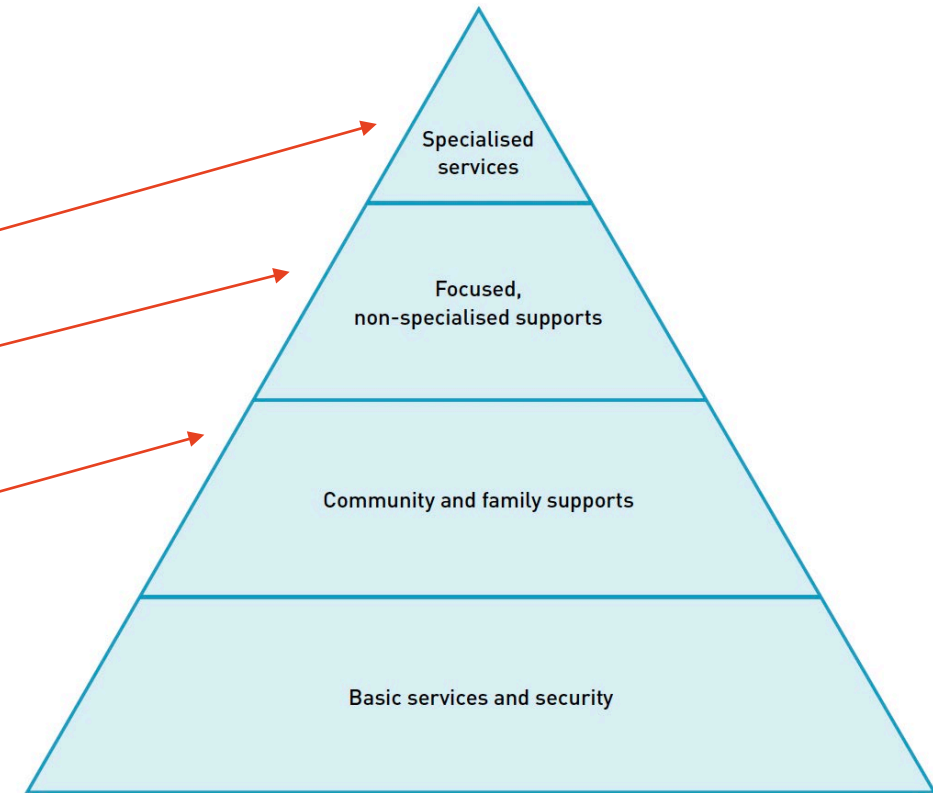 Specialised
services
Focused,
non-specialised supports
Community and family supports
Basic services and security